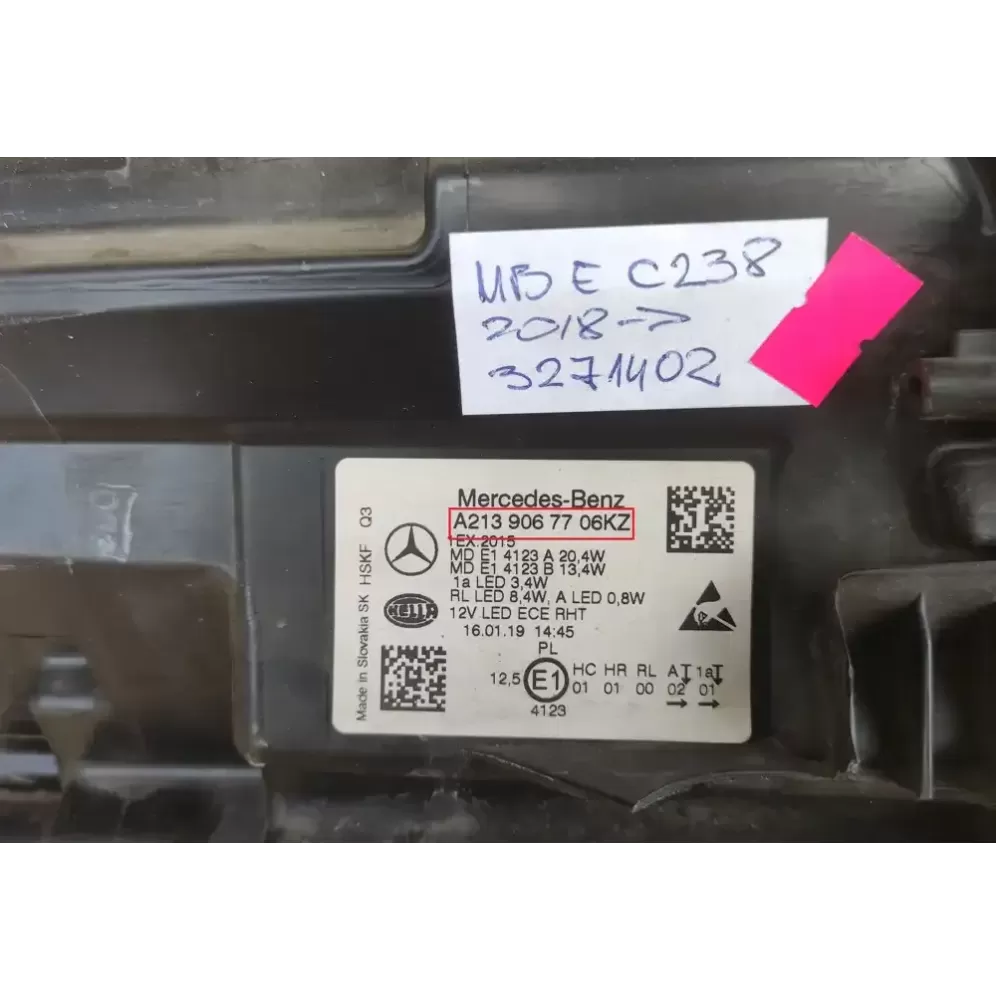 MB E C238
2018->
3271402
Mercedes-Benz
A213 906 77 06KZ
1EX.2015
MD E1 4123 A 20,4W
MD E1 4123 B 13,4W
1a LED 3,4W
RL LED 8,4W, A LED 0,8W
12V LED ECE RHT
16.01.19 14:45
PL
HELLA
Made in Slovakia SK HSKF Q3
12,5 E1 HC HR RL A 1a
01 01 00 02 01
4123